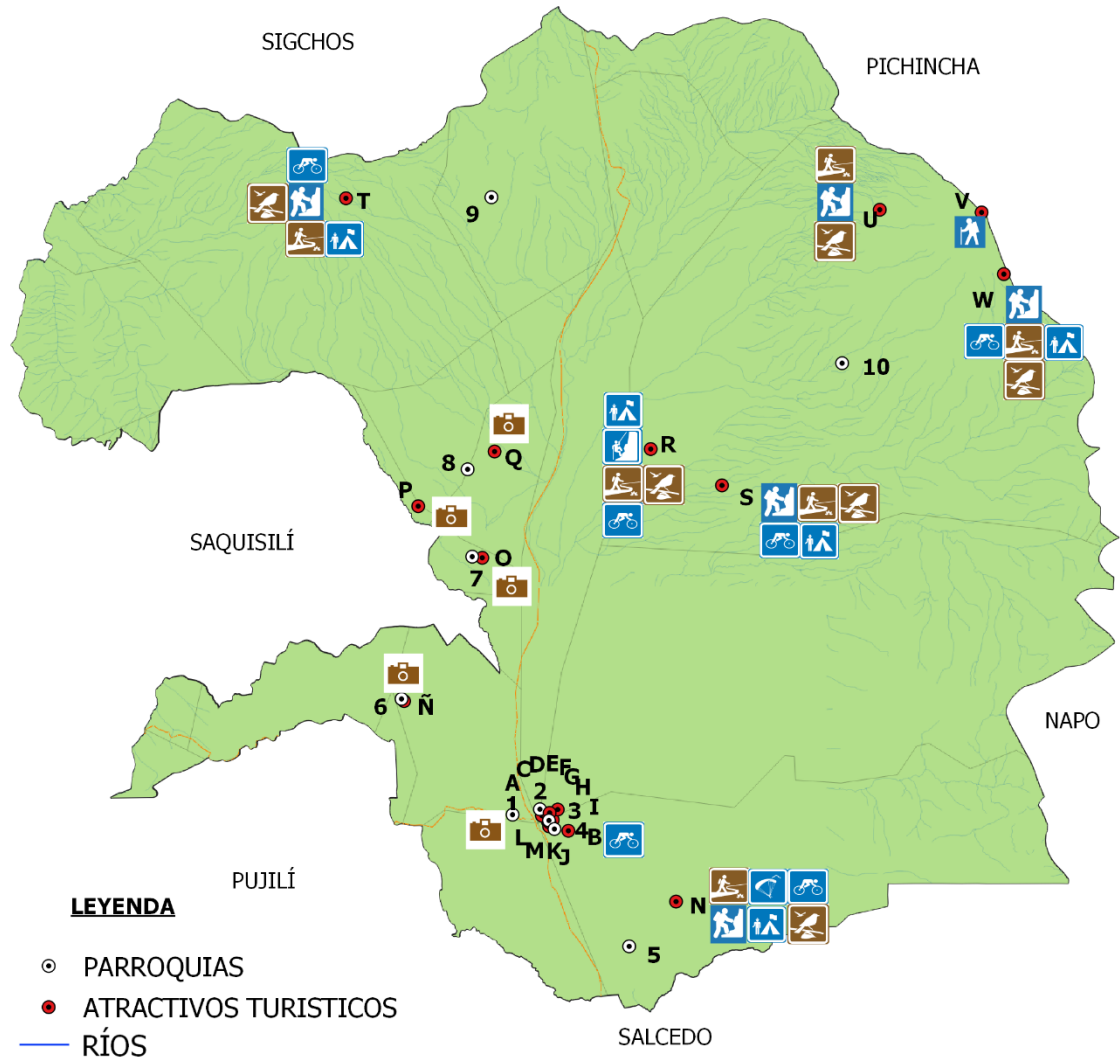 SIGCHOS
PICHINCHA
T
9
U
V
W
10
Q
R
8
P
S
SAQUISILÍ
O
7
6 Ñ
NAPO
A C D E F G H I
1 2 3
4 B
L M K J
PUJILÍ
N
LEYENDA
5
PARROQUIAS
ATRACTIVOS TURISTICOS
SALCEDO
RÍOS